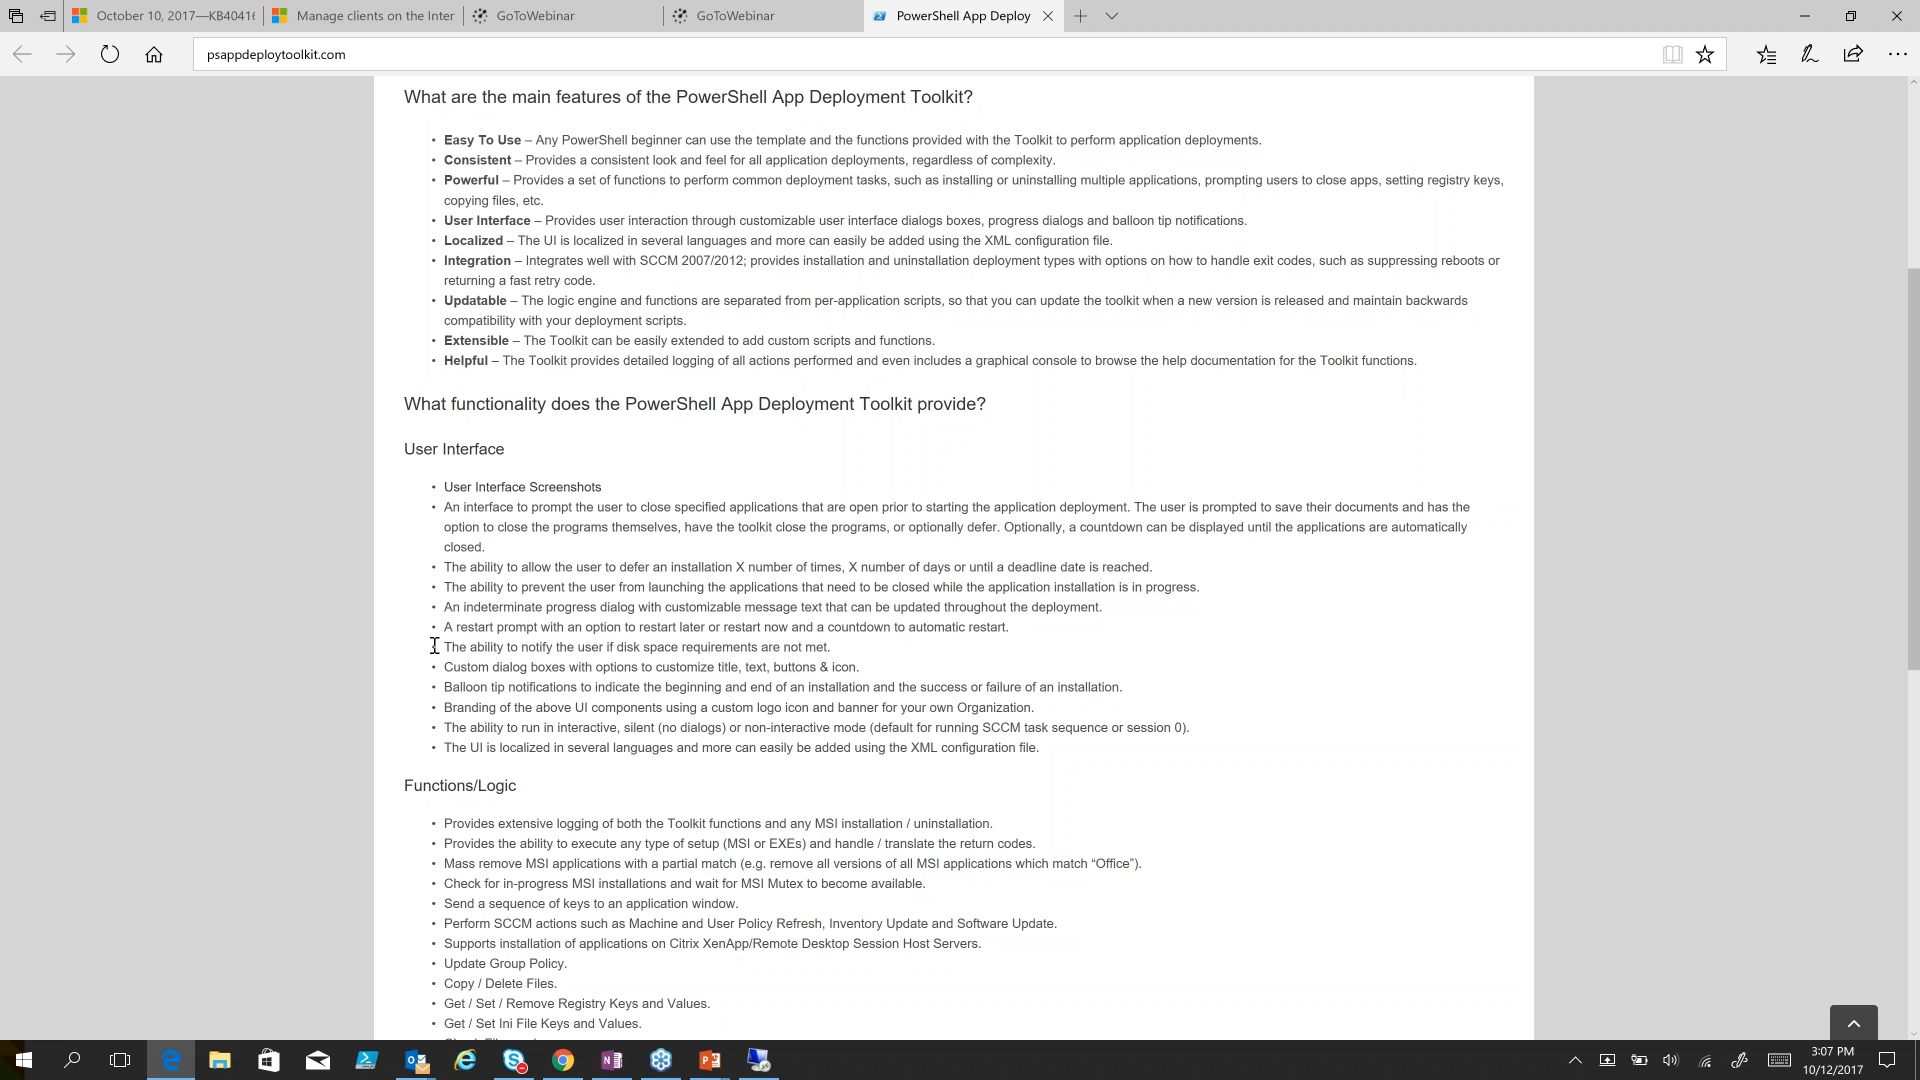 October 10, 2017—KB40416
Manage clients on the Inter
GoToWebinar
GoToWebinar
PowerShell App Deploy
psappdeploytoolkit.com
What are the main features of the PowerShell App Deployment Toolkit?
• Easy To Use – Any PowerShell beginner can use the template and the functions provided with the Toolkit to perform application deployments.
• Consistent – Provides a consistent look and feel for all application deployments, regardless of complexity.
• Powerful – Provides a set of functions to perform common deployment tasks, such as installing or uninstalling multiple applications, prompting users to close apps, setting registry keys,
copying files, etc.
• User Interface – Provides user interaction through customizable user interface dialogs boxes, progress dialogs and balloon tip notifications.
• Localized – The UI is localized in several languages and more can easily be added using the XML configuration file.
• Integration – Integrates well with SCCM 2007/2012; provides installation and uninstallation deployment types with options on how to handle exit codes, such as suppressing reboots or
returning a fast retry code.
• Updatable – The logic engine and functions are separated from per-application scripts, so that you can update the toolkit when a new version is released and maintain backwards
compatibility with your deployment scripts.
• Extensible – The Toolkit can be easily extended to add custom scripts and functions.
• Helpful – The Toolkit provides detailed logging of all actions performed and even includes a graphical console to browse the help documentation for the Toolkit functions.
What functionality does the PowerShell App Deployment Toolkit provide?
User Interface
• User Interface Screenshots
• An interface to prompt the user to close specified applications that are open prior to starting the application deployment. The user is prompted to save their documents and has the
option to close the programs themselves, have the toolkit close the programs, or optionally defer. Optionally, a countdown can be displayed until the applications are automatically
closed.
• The ability to allow the user to defer an installation X number of times, X number of days or until a deadline date is reached.
• The ability to prevent the user from launching the applications that need to be closed while the application installation is in progress.
• An indeterminate progress dialog with customizable message text that can be updated throughout the deployment.
• A restart prompt with an option to restart later or restart now and a countdown to automatic restart.
The ability to notify the user if disk space requirements are not met.
• Custom dialog boxes with options to customize title, text, buttons & icon.
• Balloon tip notifications to indicate the beginning and end of an installation and the success or failure of an installation.
• Branding of the above UI components using a custom logo icon and banner for your own Organization.
• The ability to run in interactive, silent (no dialogs) or non-interactive mode (default for running SCCM task sequence or session 0).
• The UI is localized in several languages and more can easily be added using the XML configuration file.
Functions/Logic
• Provides extensive logging of both the Toolkit functions and any MSI installation / uninstallation.
• Provides the ability to execute any type of setup (MSI or EXEs) and handle / translate the return codes.
• Mass remove MSI applications with a partial match (e.g. remove all versions of all MSI applications which match “Office”).
• Check for in-progress MSI installations and wait for MSI Mutex to become available.
• Send a sequence of keys to an application window.
• Perform SCCM actions such as Machine and User Policy Refresh, Inventory Update and Software Update.
• Supports installation of applications on Citrix XenApp/Remote Desktop Session Host Servers.
• Update Group Policy.
• Copy / Delete Files.
• Get / Set / Remove Registry Keys and Values.
• Get / Set Ini File Keys and Values.
3:07 PM
10/12/2017